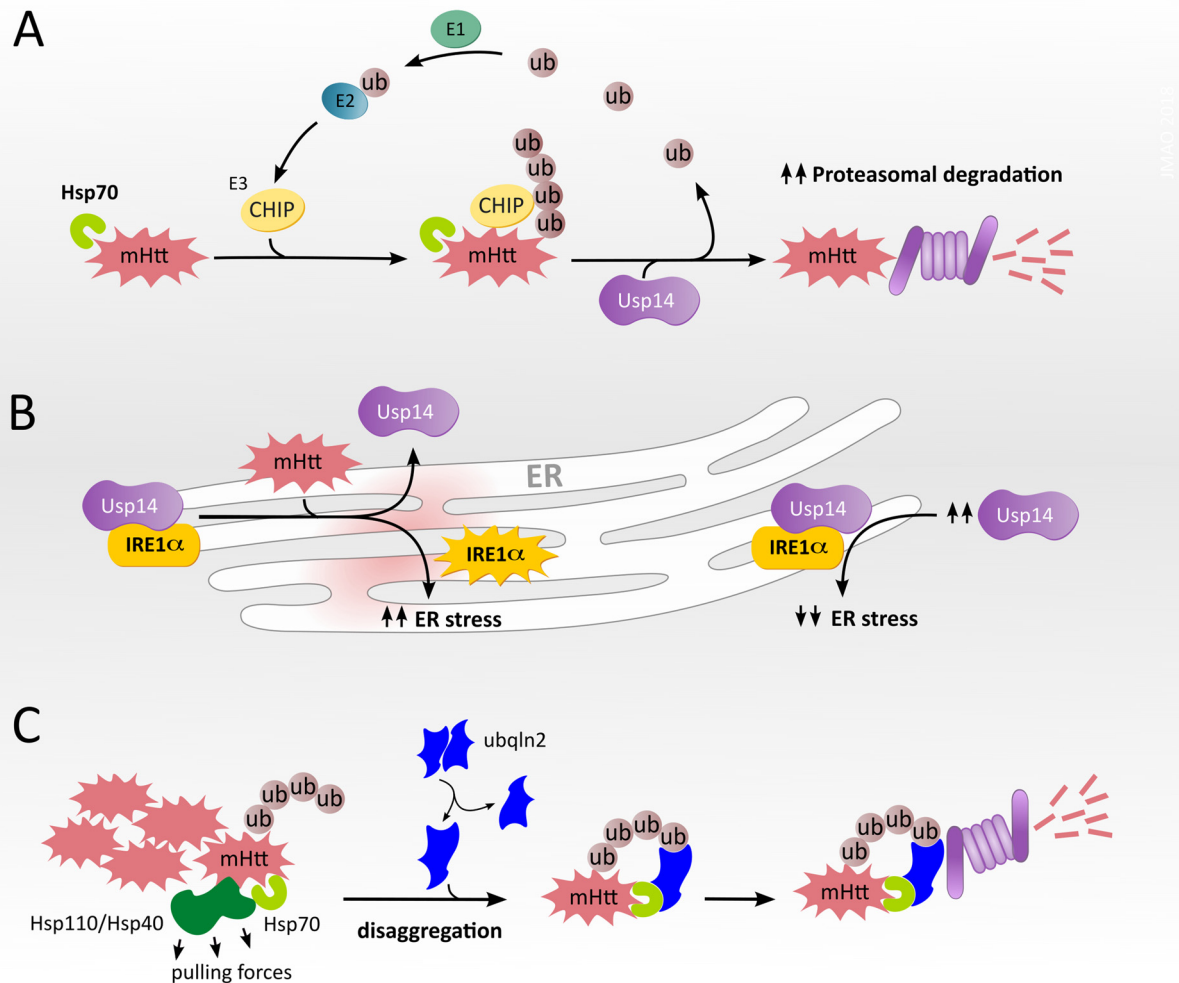 A
E1
ub
ub
E2
ub
ub
ub
E3
CHIP
Hsp70
mHtt
ub
ub
ub
ub
CHIP
mHtt
Usp14
Proteasomal degradation
mHtt
JMAO 2018
B
Usp14
mHtt
ER
Usp14
IRE1α
IRE1α
ER stress
Usp14
IRE1α
Usp14
ER stress
C
ubqln2
ub
ub
ub
ub
mHtt
Hsp110/Hsp40
Hsp70
pulling forces
disaggregation
ub
ub
ub
mHtt
ub
ub
ub
mHtt